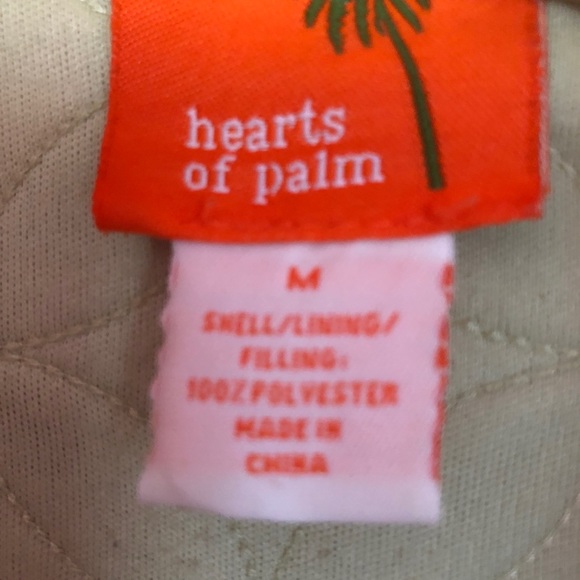 hearts
of palm
M
SHELL/LINING/
FILLING:
100% POLYESTER
MADE IN
CHINA